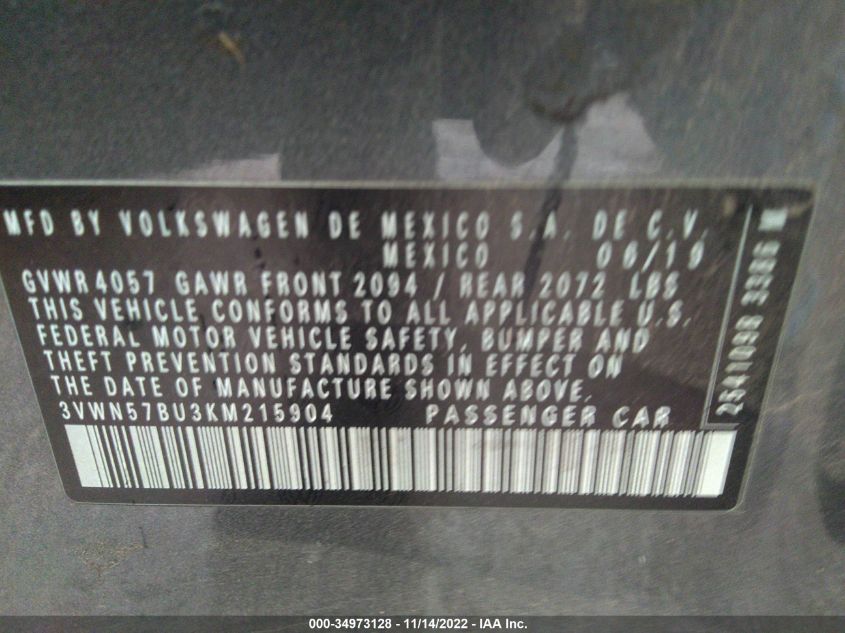 MFD BY VOLKSWAGEN DE MEXICO S.A. DE C.V.
MEXICO 06/19
GVWR4057 GAWR FRONT 2094 / REAR 2072 LBS
THIS VEHICLE CONFORMS TO ALL APPLICABLE U.S.
FEDERAL MOTOR VEHICLE SAFETY, BUMPER AND
THEFT PREVENTION STANDARDS IN EFFECT ON
THE DATE OF MANUFACTURE SHOWN ABOVE.
3VWN57BU3KM215904 PASSENGER CAR
000-34973128 - 11/14/2022 - IAA Inc.